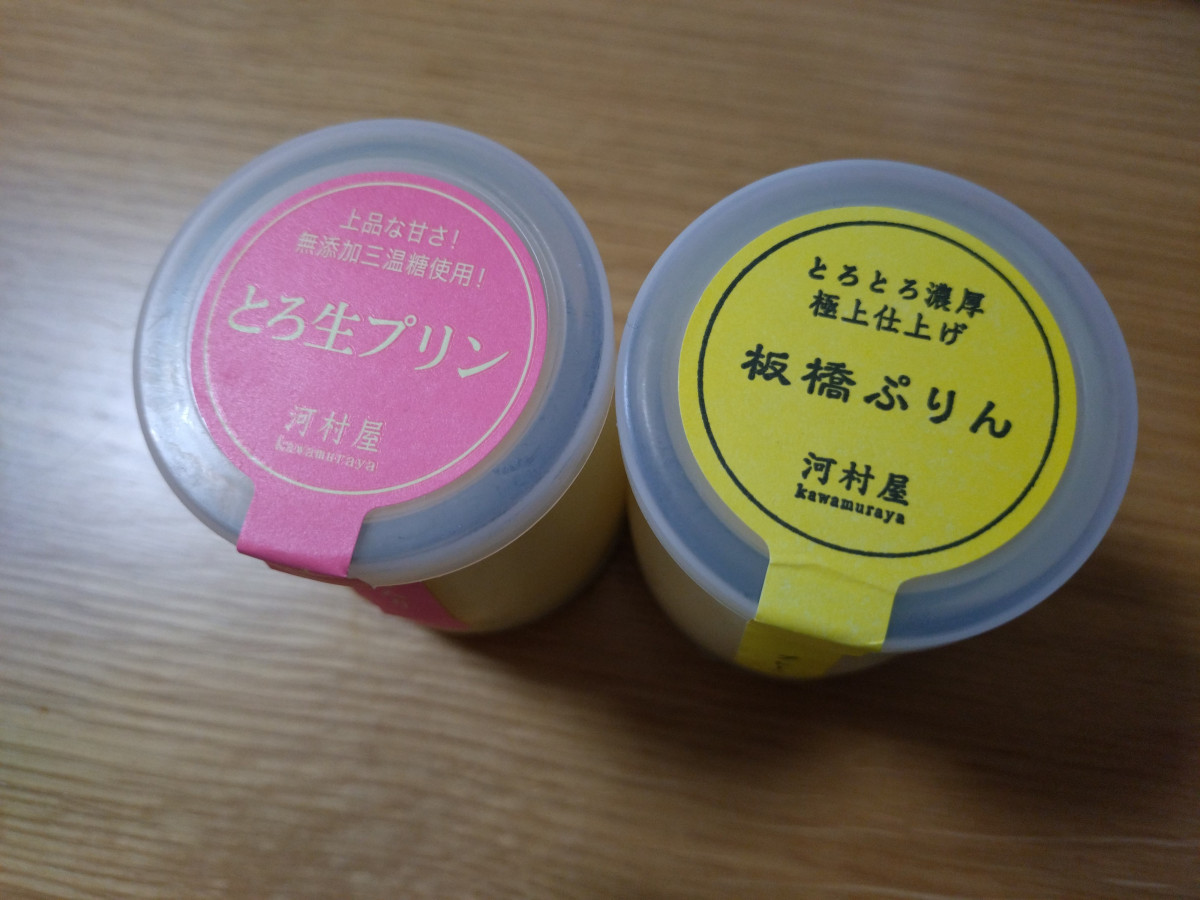 上品な甘さ!
無添加三温糖使用!
とろ生プリン
河村屋
kawamuraya
とろとろ濃厚
極上仕上げ
板橋ぷりん
河村屋
kawamuraya